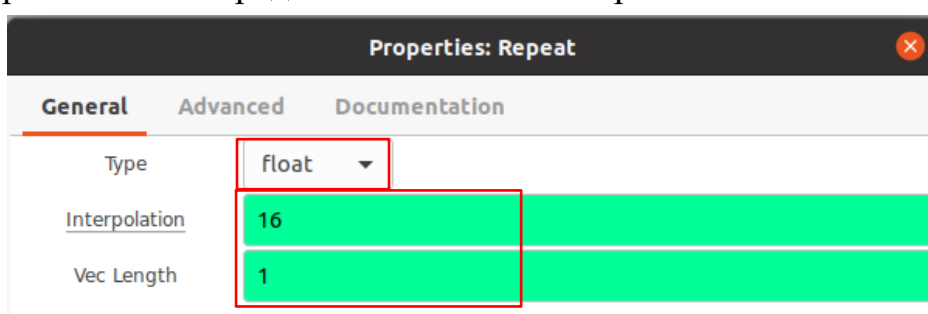 Properties: Repeat
General Advanced Documentation
Type float
Interpolation 16
Vec Length 1